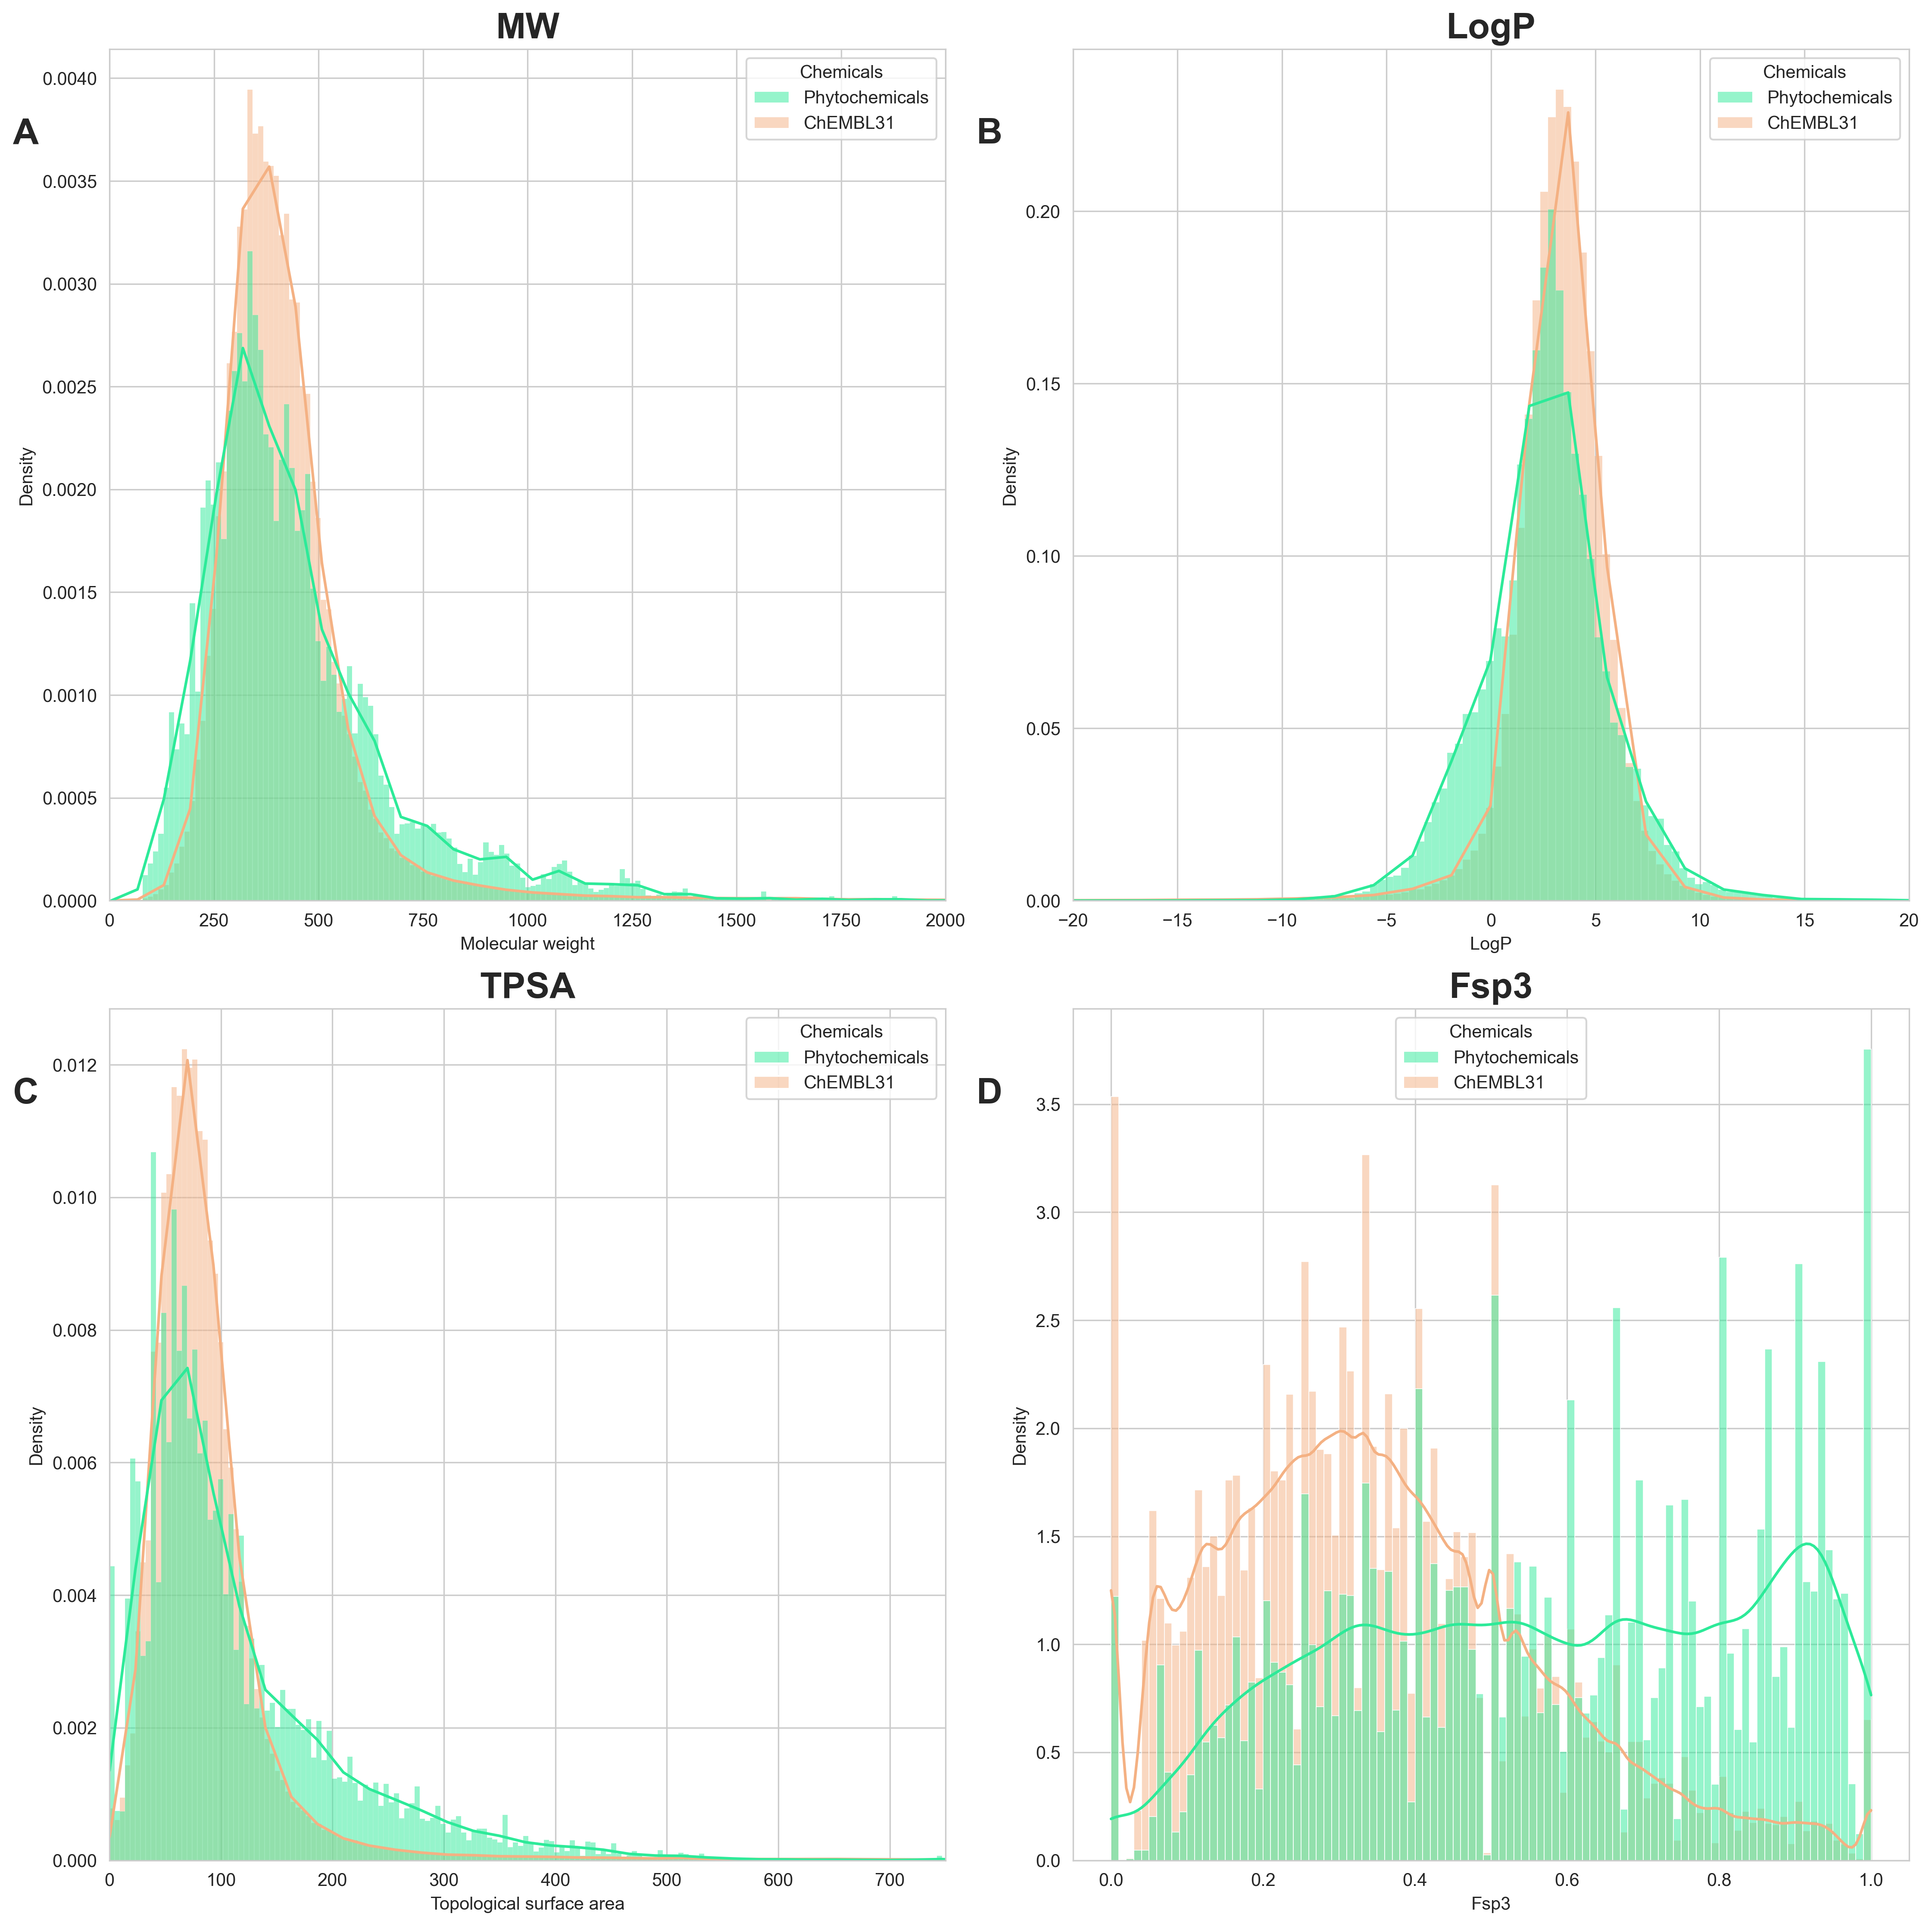 MW
A
Chemicals
Phytochemicals
ChEMBL31
0.0040
0.0035
0.0030
0.0025
0.0020
0.0015
0.0010
0.0005
0.0000
Density
0 250 500 750 1000 1250 1500 1750 2000
Molecular weight
LogP
B
Chemicals
Phytochemicals
ChEMBL31
0.20
0.15
0.10
0.05
0.00
Density
−20 −15 −10 −5 0 5 10 15 20
LogP
TPSA
C
Chemicals
Phytochemicals
ChEMBL31
0.012
0.010
0.008
0.006
0.004
0.002
0.000
Density
0 100 200 300 400 500 600 700
Topological surface area
Fsp3
D
Chemicals
Phytochemicals
ChEMBL31
3.5
3.0
2.5
2.0
1.5
1.0
0.5
0.0
Density
0.0 0.2 0.4 0.6 0.8 1.0
Fsp3